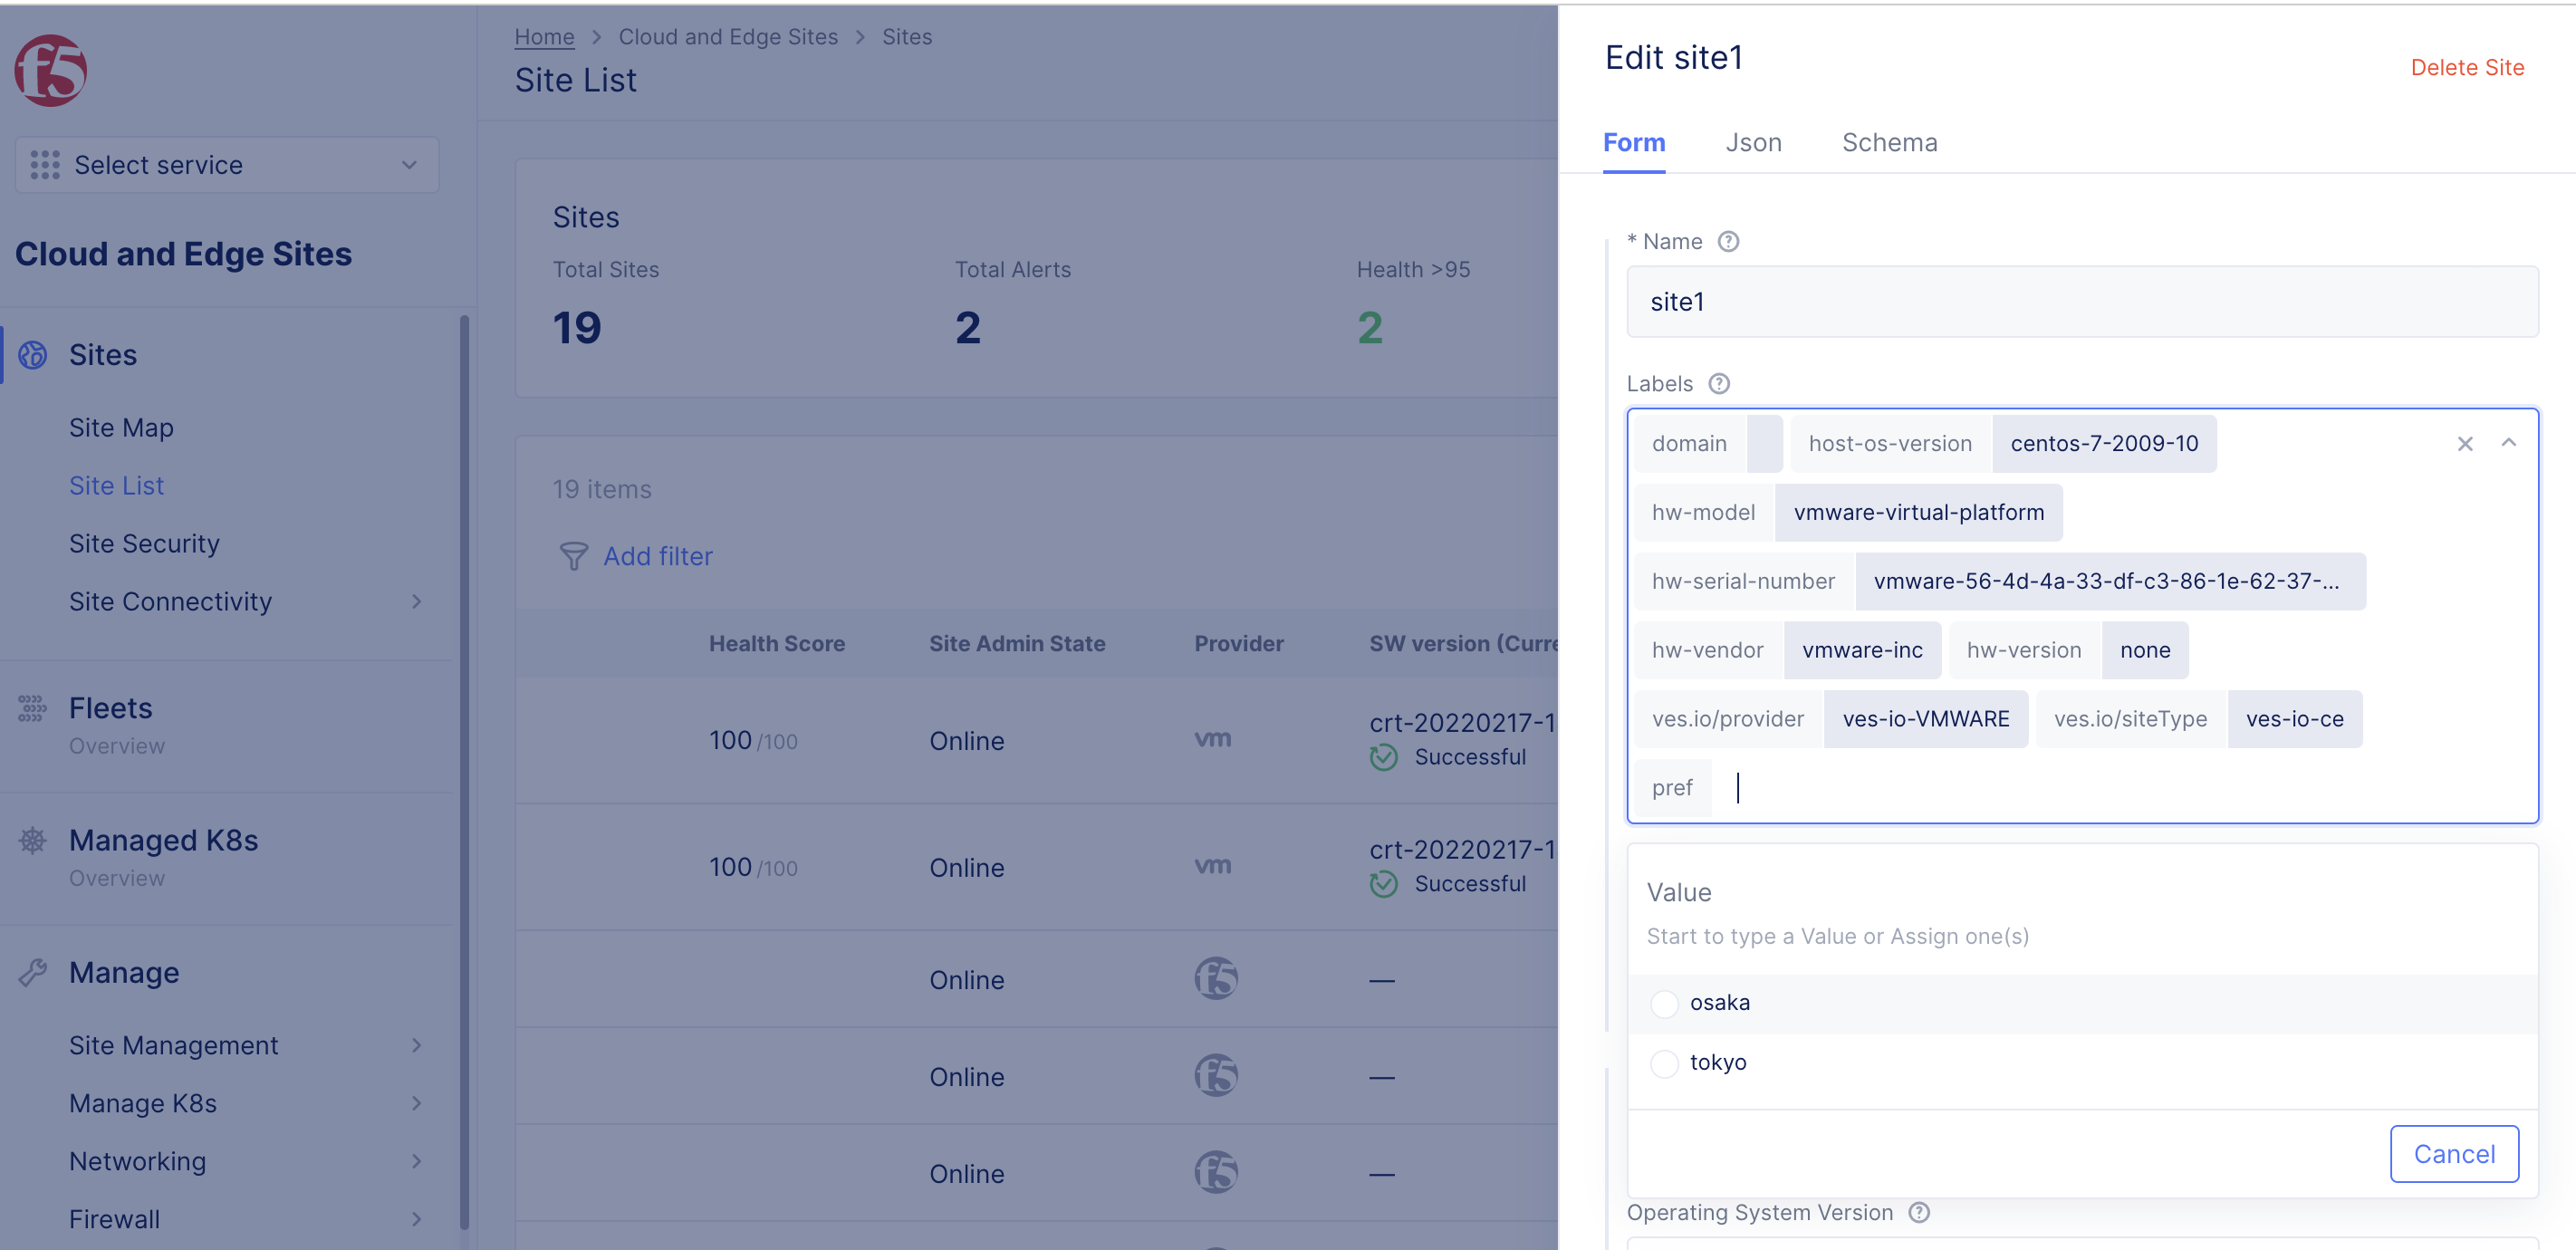 f5
Select service
Cloud and Edge Sites
Sites
Site Map
Site List
Site Security
Site Connectivity
Fleets
Overview
Managed K8s
Overview
Manage
Site Management
Manage K8s
Networking
Firewall
Home > Cloud and Edge Sites > Sites
Site List
Sites
Total Sites Total Alerts Health >95
19 2 2
19 items
Add filter
Health Score Site Admin State Provider SW version (Curre
100 /100 Online vm crt-20220217-1
Successful
100 /100 Online vm crt-20220217-1
Successful
Online f5 —
Online f5 —
Online f5 —
Edit site1
Delete Site
Form Json Schema
* Name ?
site1
Labels ?
domain host-os-version centos-7-2009-10
hw-model vmware-virtual-platform
hw-serial-number vmware-56-4d-4a-33-df-c3-86-1e-62-37-...
hw-vendor vmware-inc hw-version none
ves.io/provider ves-io-VMWARE ves.io/siteType ves-io-ce
pref
Value
Start to type a Value or Assign one(s)
osaka
tokyo
Cancel
Operating System Version ?